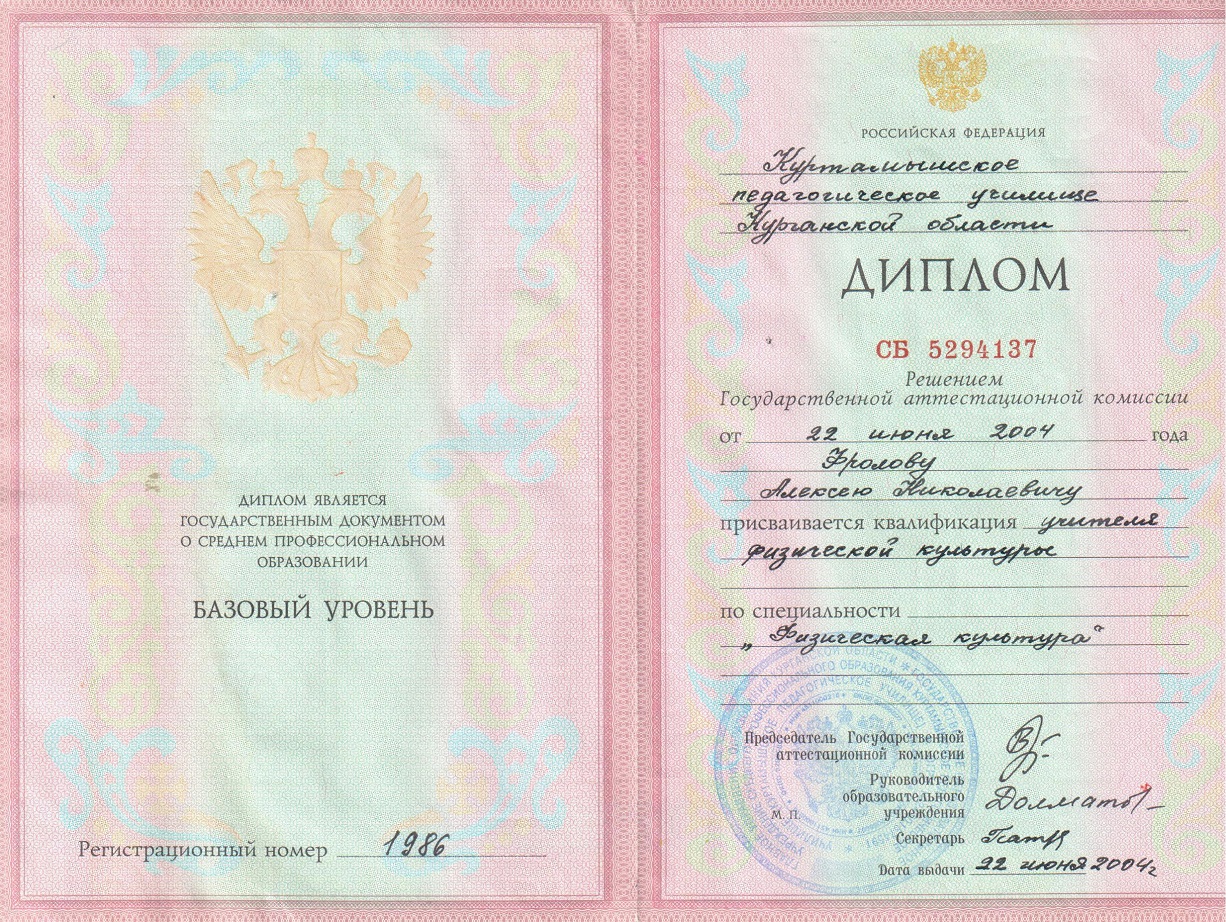 ДИПЛОМ ЯВЛЯЕТСЯ
ГОСУДАРСТВЕННЫМ ДОКУМЕНТОМ
О СРЕДНЕМ ПРОФЕССИОНАЛЬНОМ
ОБРАЗОВАНИИ
БАЗОВЫЙ УРОВЕНЬ
Регистрационный номер 1986
РОССИЙСКАЯ ФЕДЕРАЦИЯ
Куртамышское
педагогическое училище
Курганской области
ДИПЛОМ
СБ 5294137
Решением
Государственной аттестационной комиссии
от 22 июня 2004 года
Фролову
Алексею Николаевичу
присваивается квалификация учителя
физической культуры
по специальности
„Физическая культура“
Председатель Государственной
аттестационной комиссии
Руководитель
образовательного
учреждения
М. П.
Секретарь
Дата выдачи 22 июня 2004г